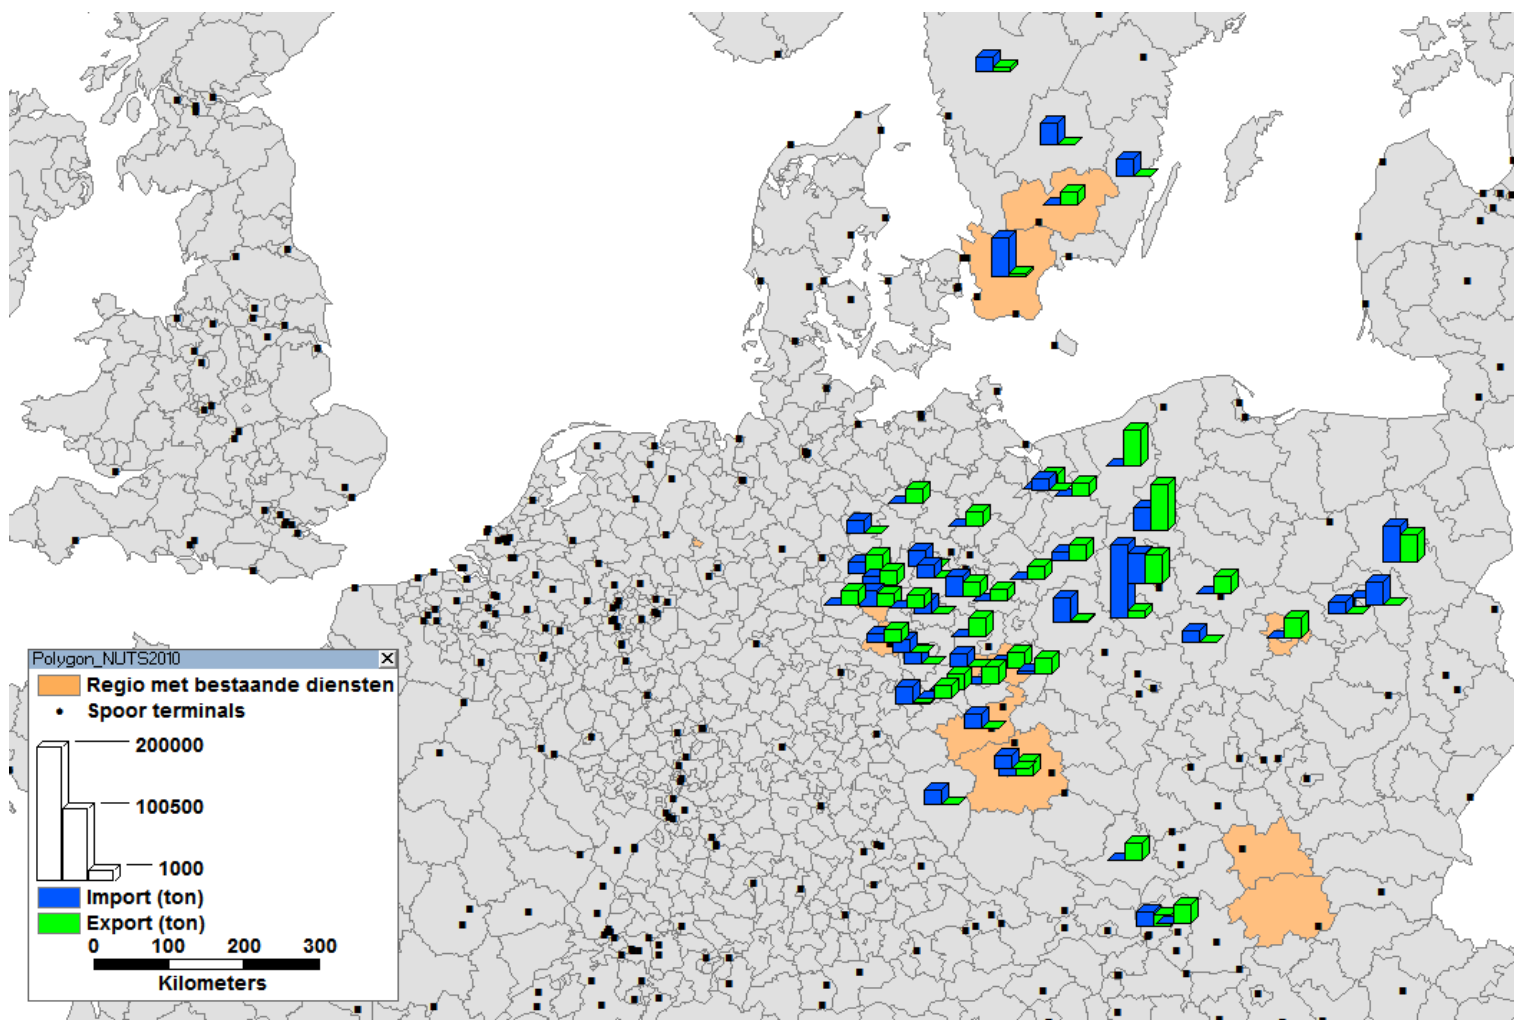 Polygon_NUTS2010
Regio met bestaande diensten
Spoor terminals
200000
100500
1000
Import (ton)
Export (ton)
0 100 200 300
Kilometers